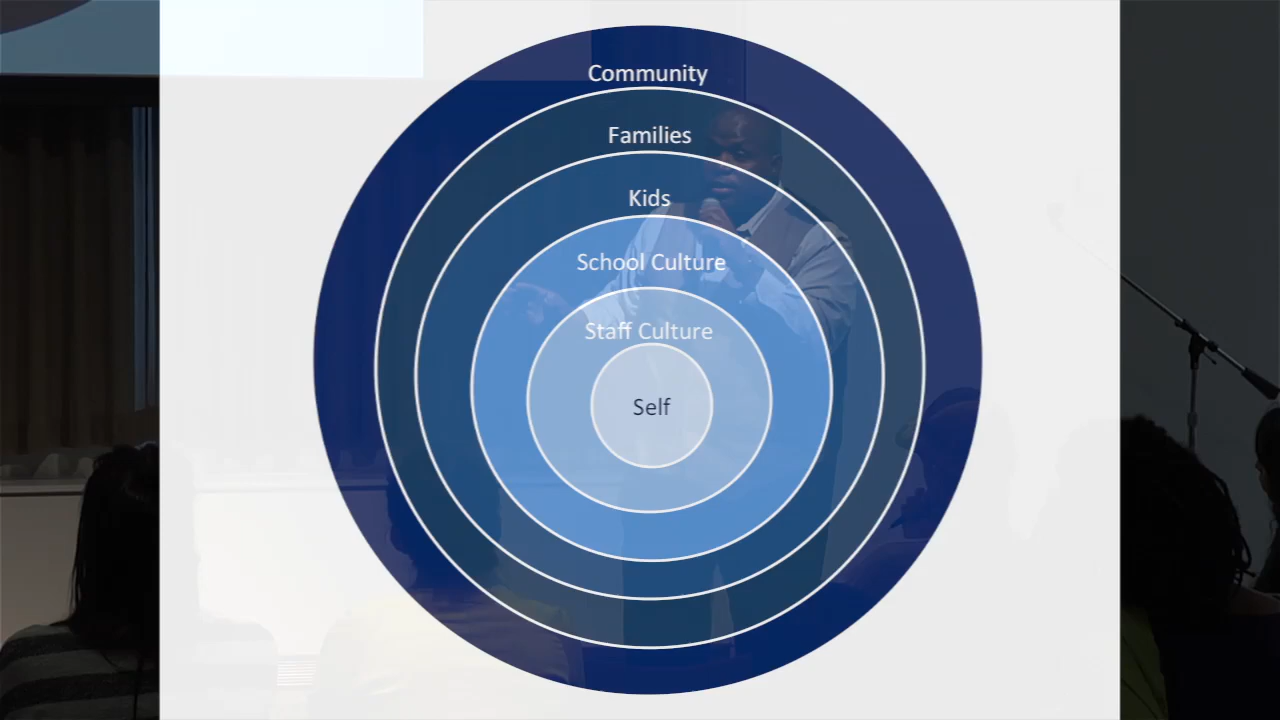 Community
Families
Kids
School Culture
Staff Culture
Self